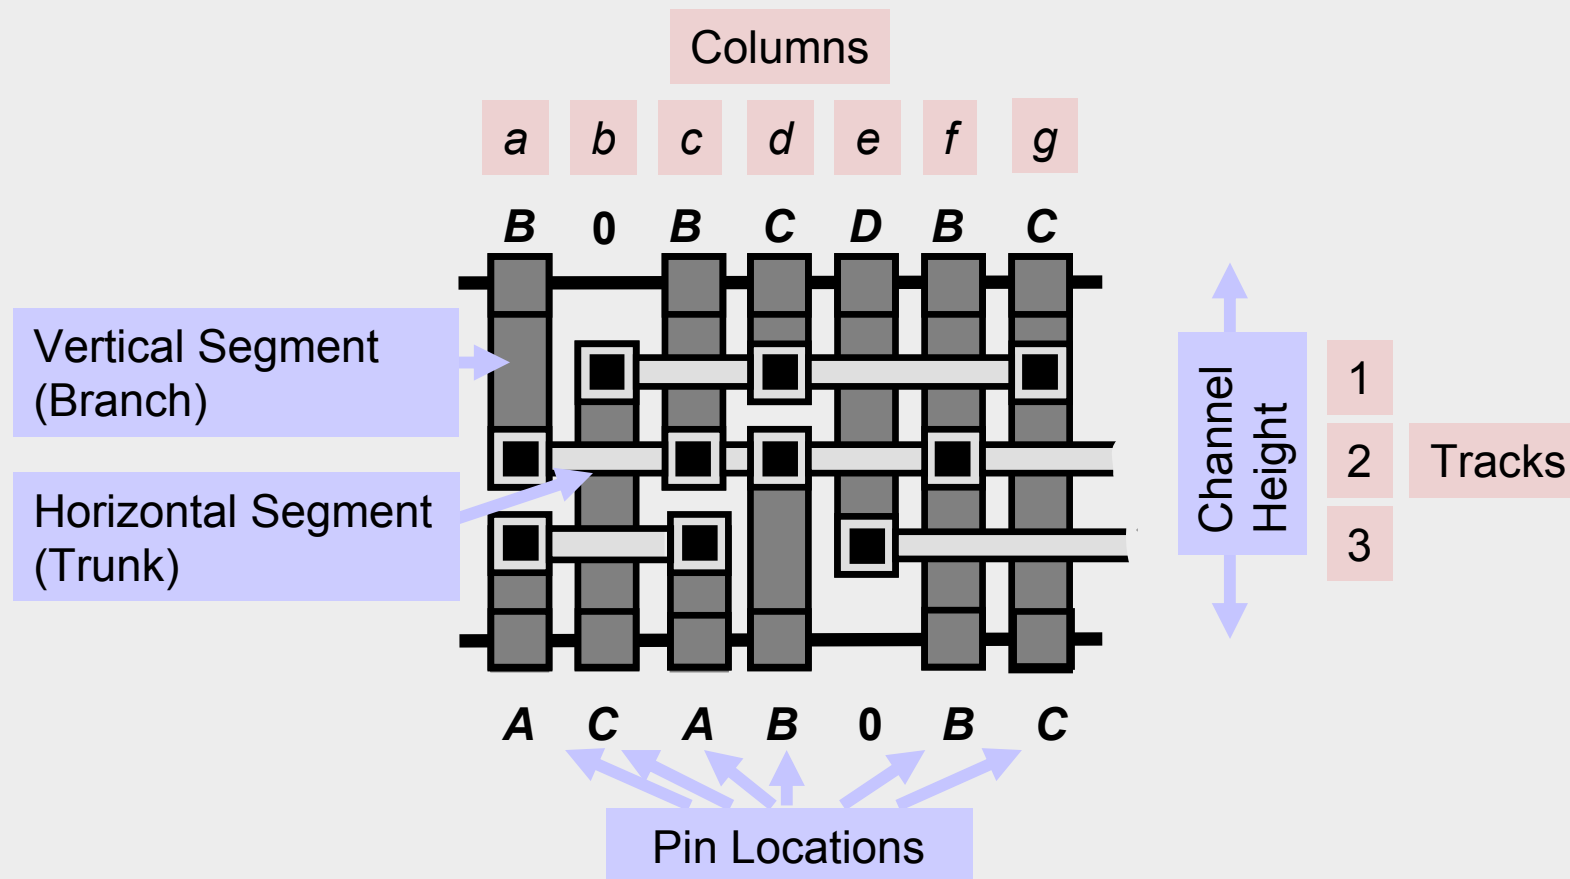 Columns
a b c d e f g
B 0 B C D B C
Vertical Segment
(Branch)
Horizontal Segment
(Trunk)
Channel
Height
1
2 Tracks
3
A C A B 0 B C
Pin Locations